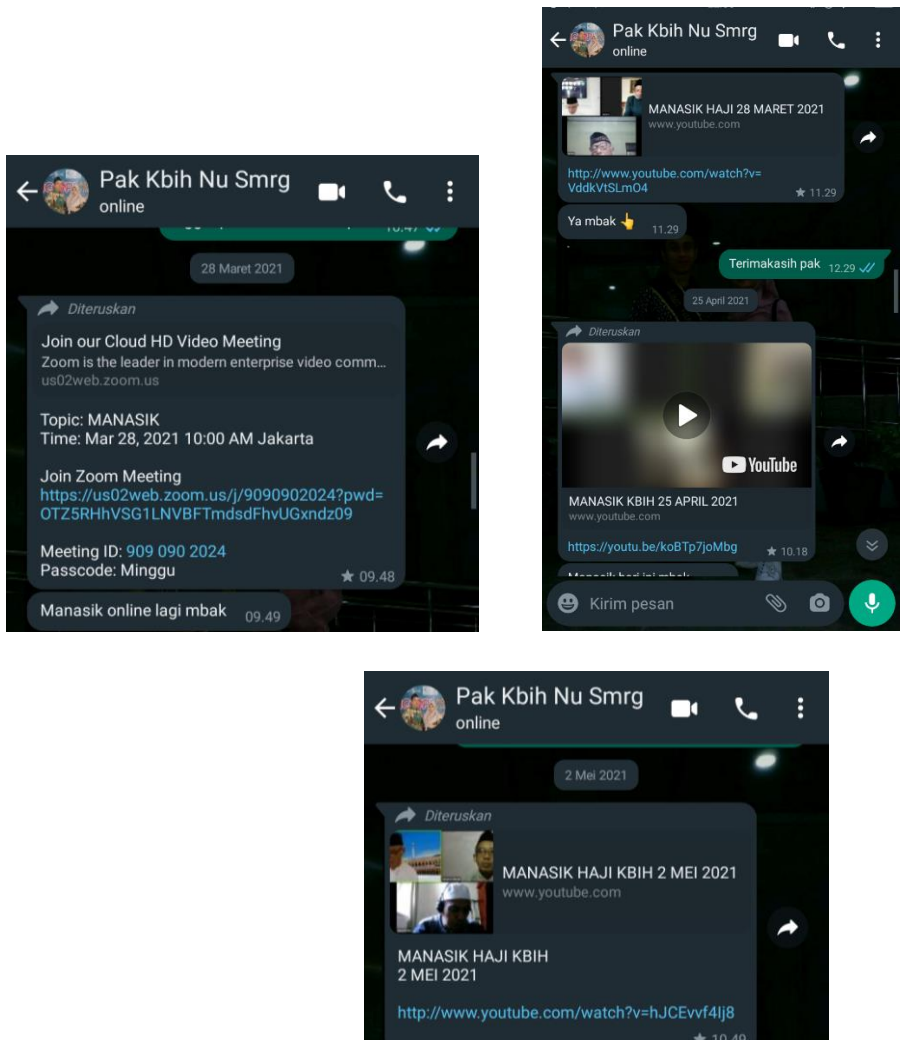 Pak Kbih Nu Smrg
online
28 Maret 2021
Diteruskan
Join our Cloud HD Video Meeting
Zoom is the leader in modern enterprise video comm...
us02web.zoom.us
Topic: MANASIK
Time: Mar 28, 2021 10:00 AM Jakarta
Join Zoom Meeting
https://us02web.zoom.us/j/9090902024?pwd=
OTZ5RHhVSG1LNVBFTmdsdFhvUGxndz09
Meeting ID: 909 090 2024
Passcode: Minggu
09.48
Manasik online lagi mbak 09.49
Pak Kbih Nu Smrg
online
MANASIK HAJI 28 MARET 2021
www.youtube.com
http://www.youtube.com/watch?v=
VddkVtSLmO4
11.29
Ya mbak 👆 11.29
Terimakasih pak 12.29
25 April 2021
Diteruskan
YouTube
MANASIK KBIH 25 APRIL 2021
www.youtube.com
https://youtu.be/koBTp7joMbg
10.18
Manasik hari ini mbak
Kirim pesan
Pak Kbih Nu Smrg
online
2 Mei 2021
Diteruskan
MANASIK HAJI KBIH 2 MEI 2021
www.youtube.com
MANASIK HAJI KBIH
2 MEI 2021
http://www.youtube.com/watch?v=hJCEvvf4Ij8
10.49